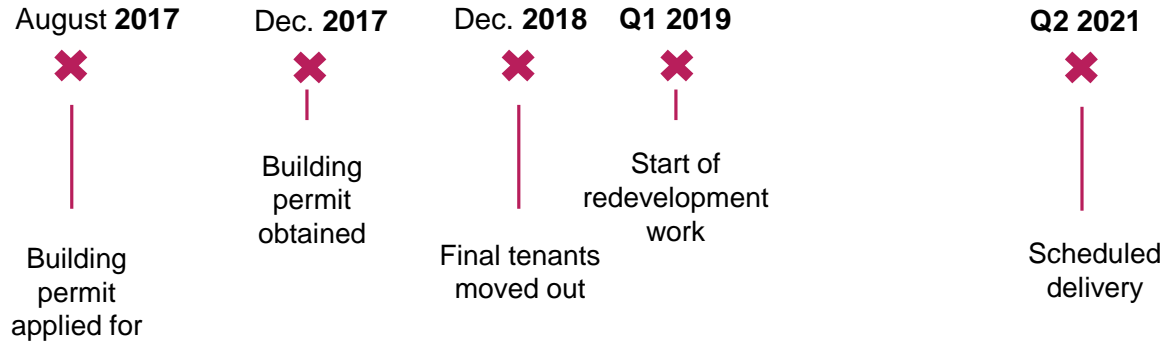 August 2017
Dec. 2017
Dec. 2018
Q1 2019
Q2 2021
Building
permit
applied for
Building
permit
obtained
Final tenants
moved out
Start of
redevelopment
work
Scheduled
delivery